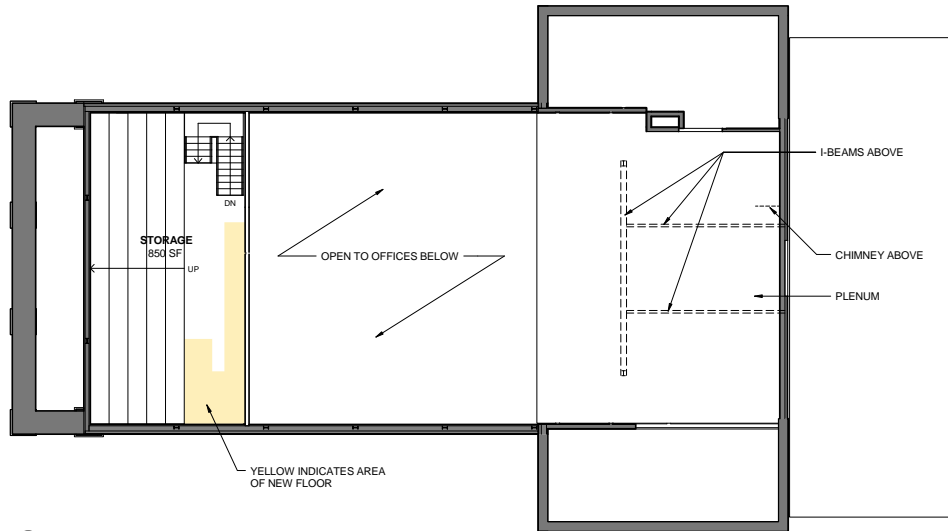 I-BEAMS ABOVE
DN
STORAGE
850 SF
UP
OPEN TO OFFICES BELOW
CHIMNEY ABOVE
PLENUM
YELLOW INDICATES AREA
OF NEW FLOOR